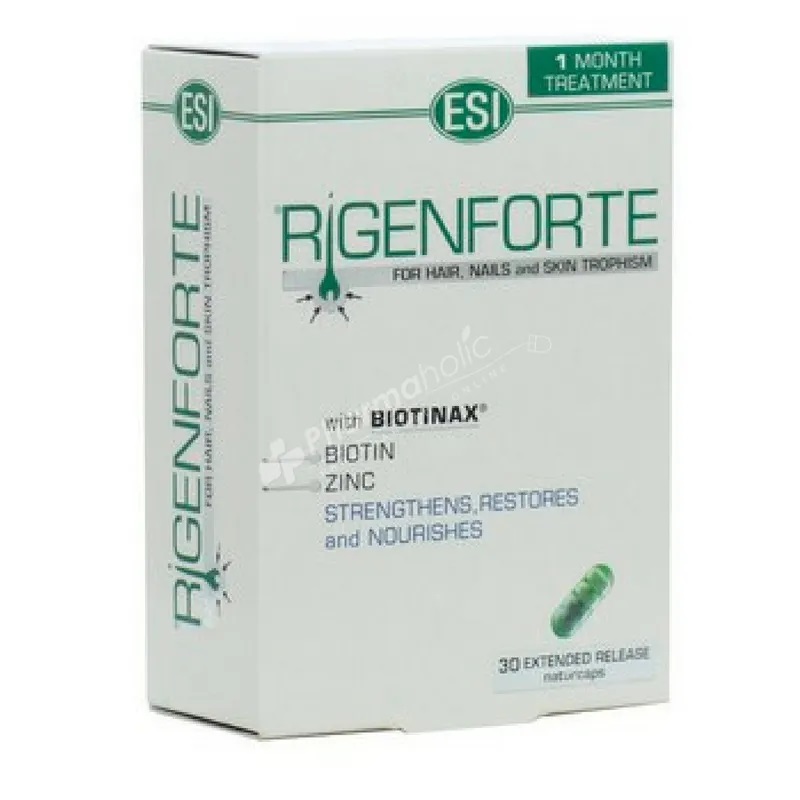 1 MONTH
TREATMENT
ESI
ESI
RiGENFORTE
FOR HAIR, NAILS and SKIN TROPHISM
RiGENFORTE
FOR HAIR, NAILS and SKIN TROPHISM
Pharmaholic
ONLINE
with BIOTINAX®
BIOTIN
ZINC
STRENGTHENS, RESTORES
and NOURISHES
30 EXTENDED RELEASE
naturcaps